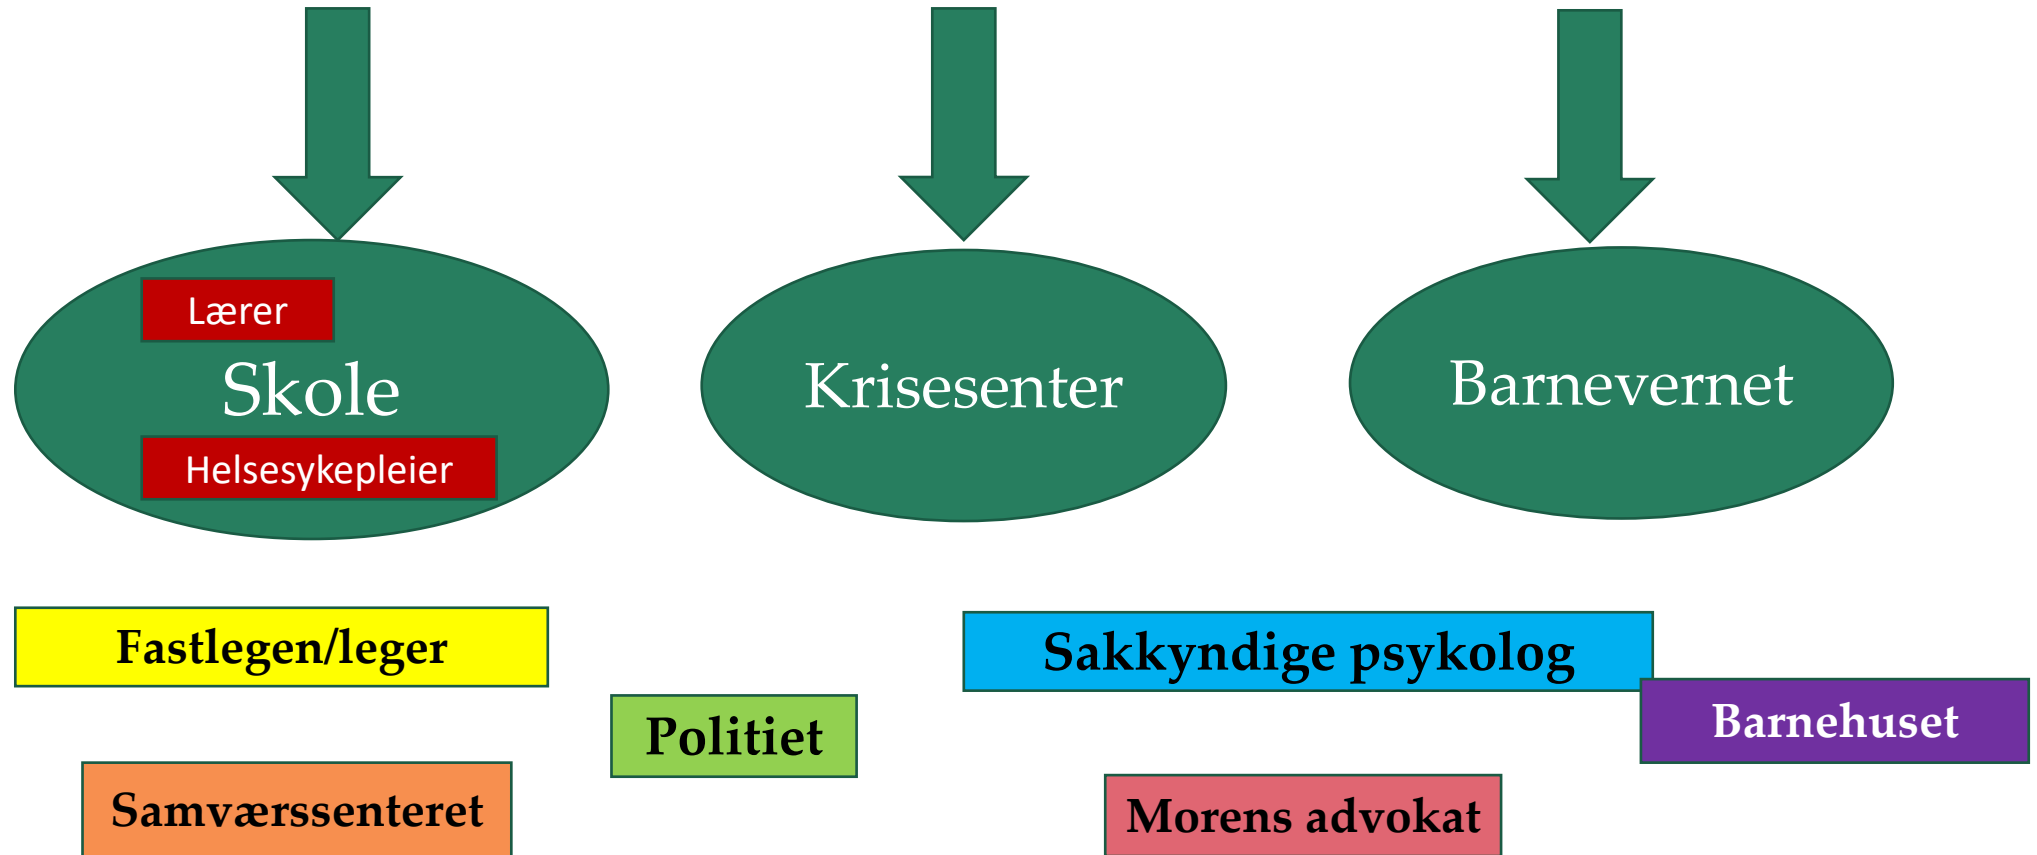 Lærer
Skole
Helsesykepleier
Krisesenter
Barnevernet
Fastlegen/leger
Sakkyndige psykolog
Politiet
Barnehuset
Samværssenteret
Morens advokat